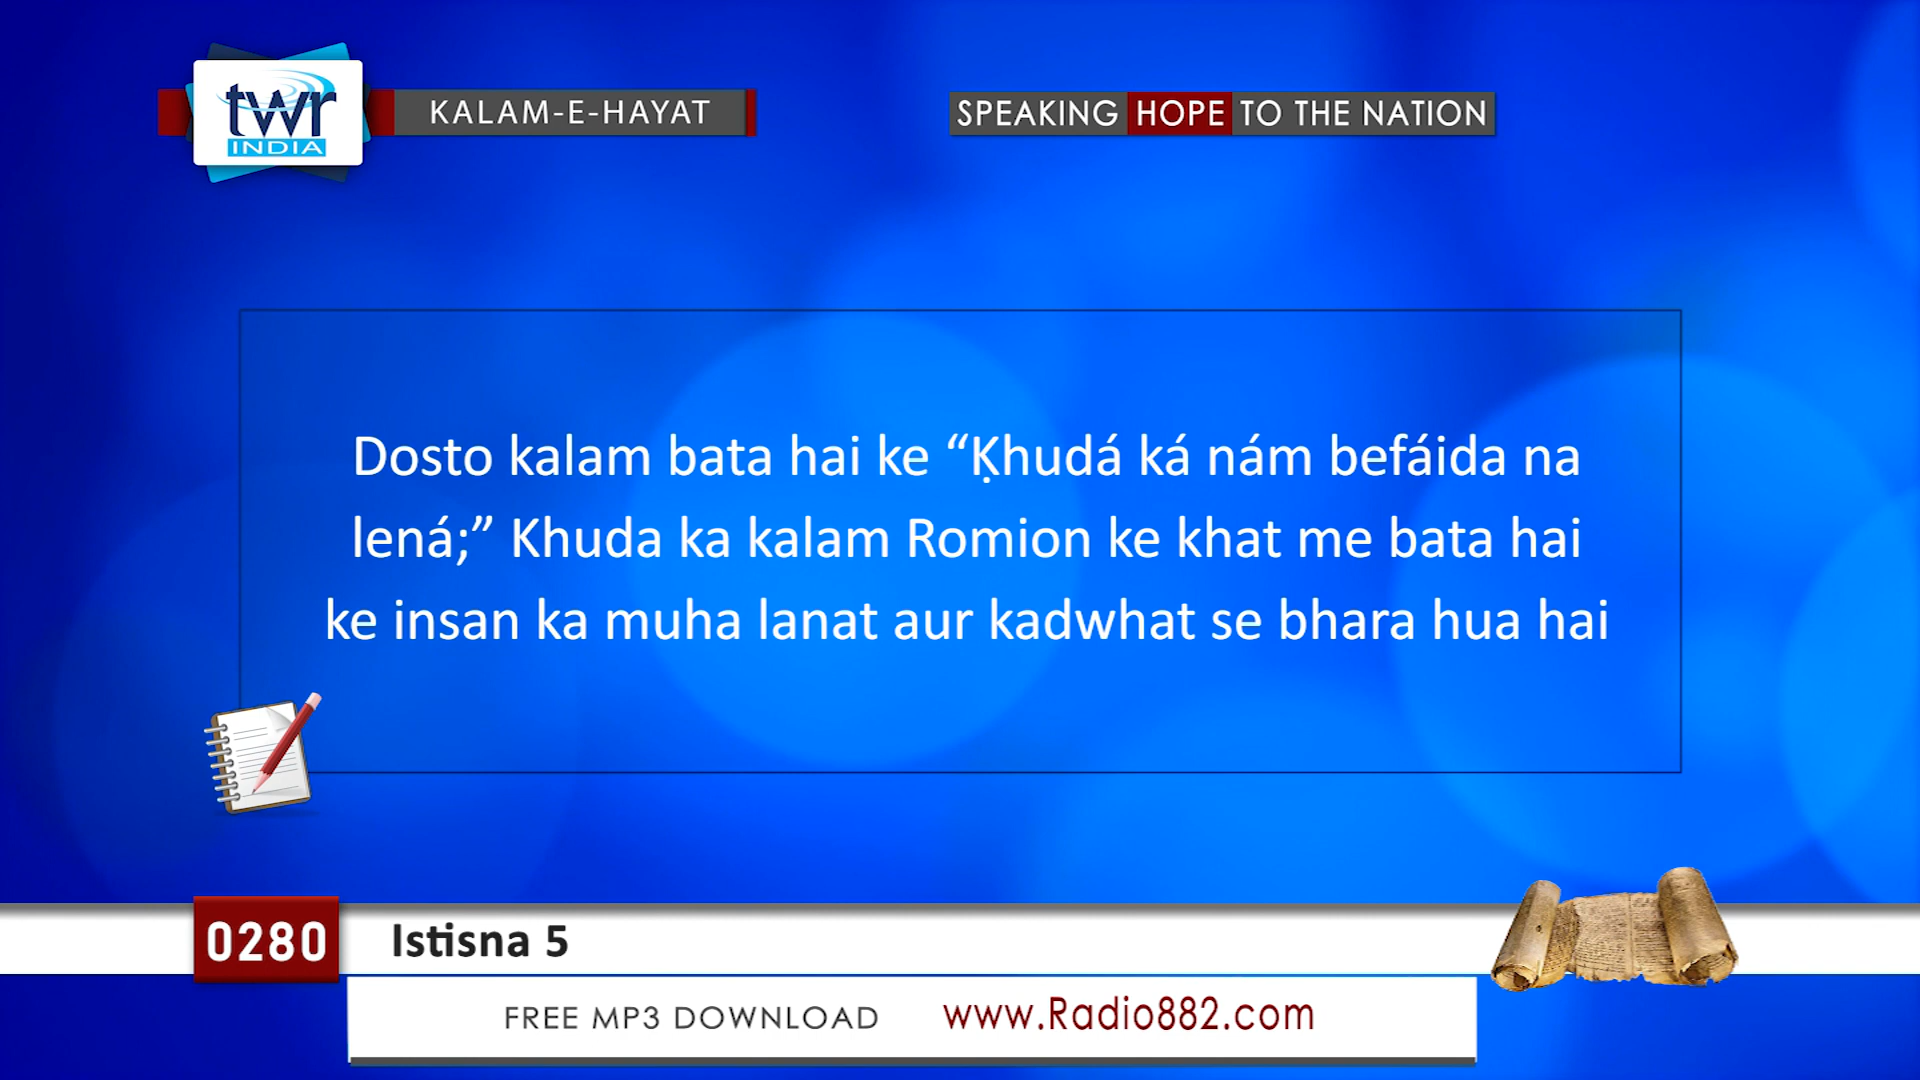 twr
INDIA
KALAM-E-HAYAT
SPEAKING HOPE TO THE NATION
Dosto kalam bata hai ke “Ḳhudá ká nám befáida na
lená;” Khuda ka kalam Romion ke khat me bata hai
ke insan ka muha lanat aur kadwhat se bhara hua hai
0280
Istisna 5
FREE MP3 DOWNLOAD
www.Radio882.com